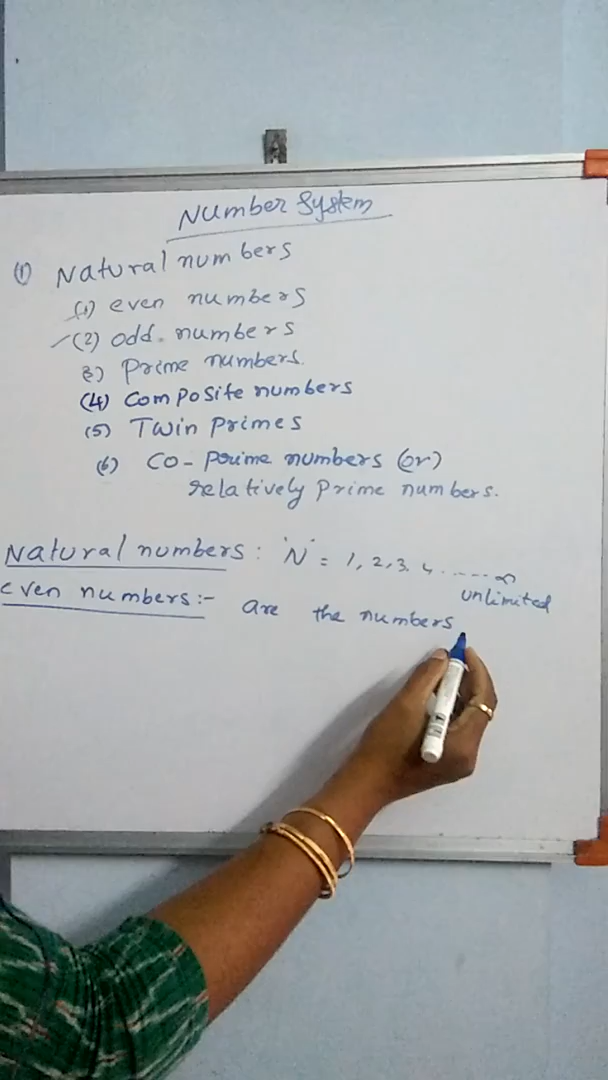 Number System
(1) Natural numbers
(1) even numbers
(2) odd. numbers
3) Prime numbers.
(4) Composite numbers
(5) Twin Primes
(6) Co-Prime numbers (or)
relatively Prime numbers.
Natural numbers: 'N' = 1, 2, 3, 4 ...... ∞
unlimited
even numbers:- are the numbers